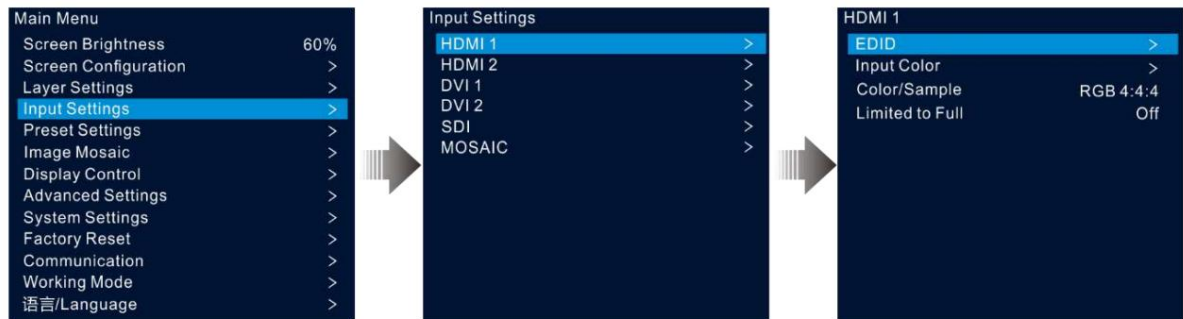 Main Menu
Screen Brightness 60%
Screen Configuration >
Layer Settings >
Input Settings >
Preset Settings >
Image Mosaic >
Display Control >
Advanced Settings >
System Settings >
Factory Reset >
Communication >
Working Mode >
语言/Language >
Input Settings
HDMI 1 >
HDMI 2 >
DVI 1 >
DVI 2 >
SDI >
MOSAIC >
HDMI 1
EDID >
Input Color >
Color/Sample RGB 4:4:4
Limited to Full Off